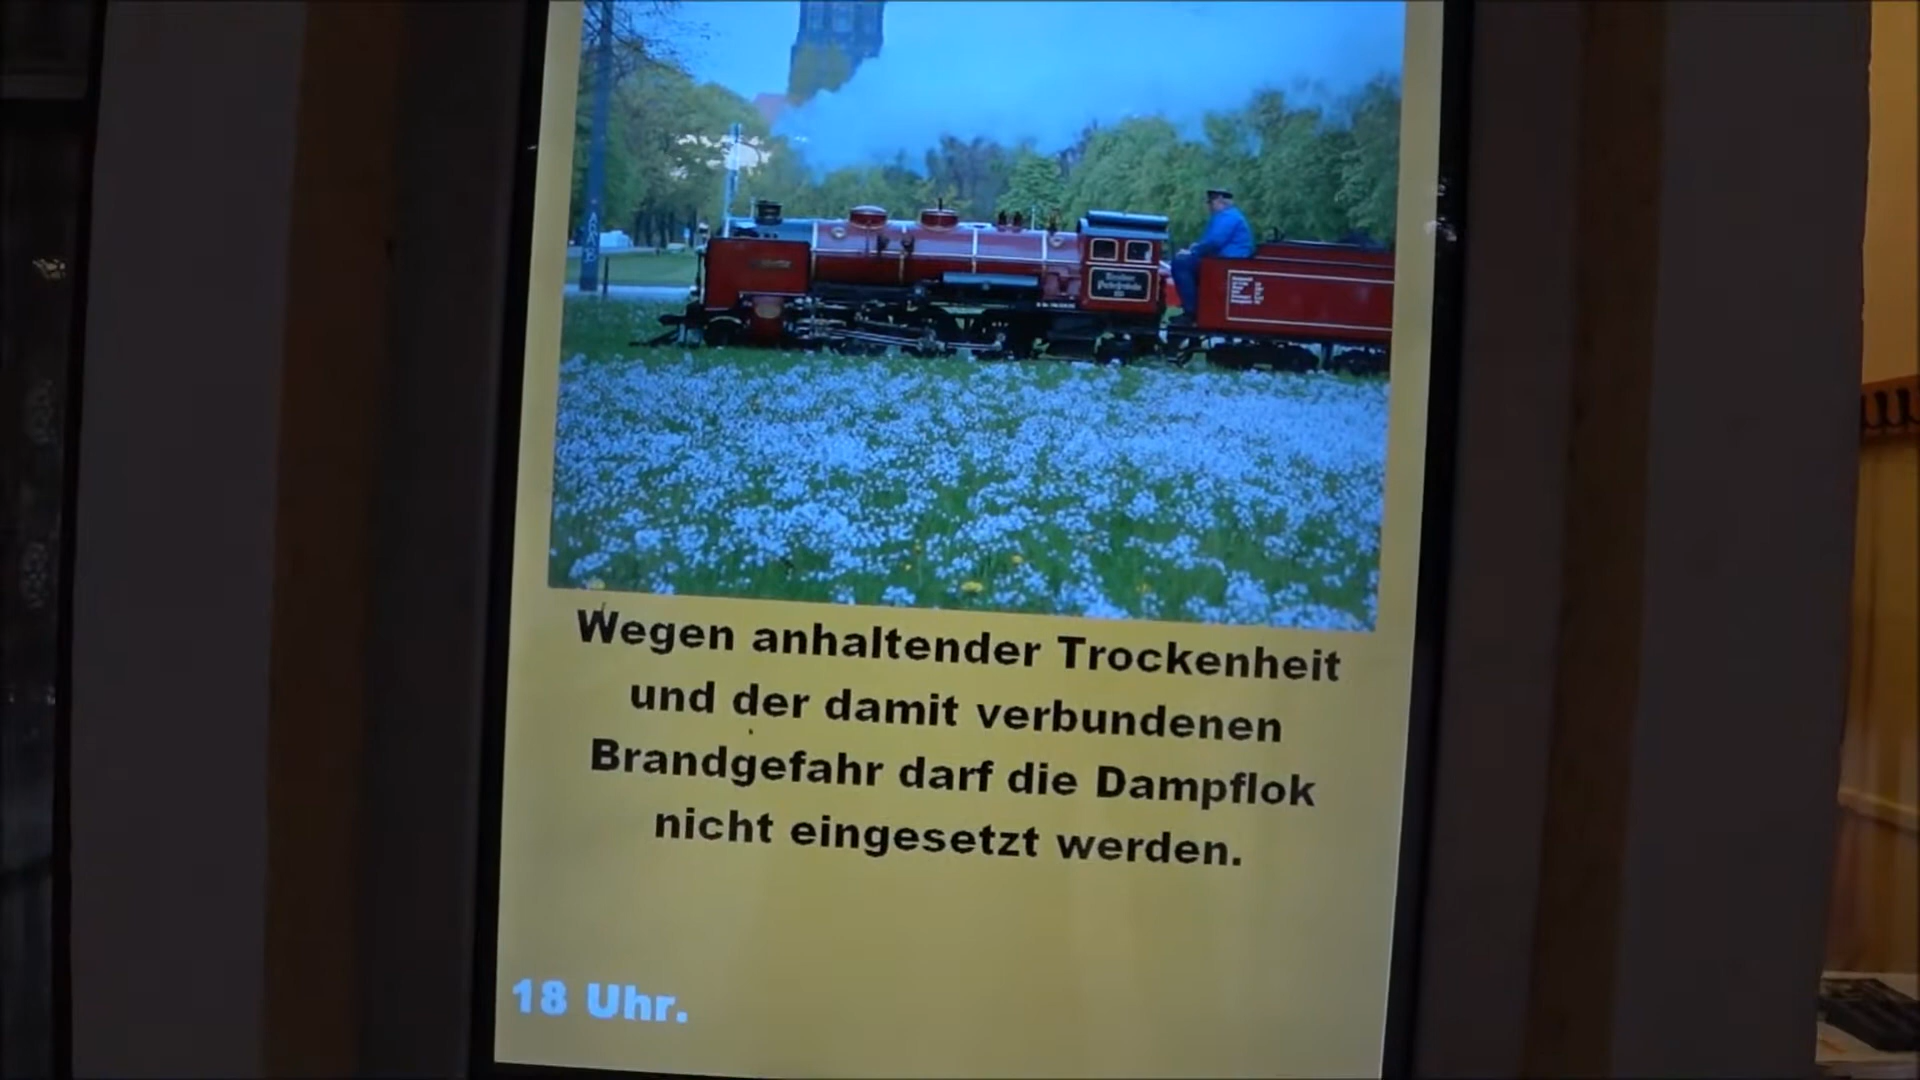 Wegen anhaltender Trockenheit
und der damit verbundenen
Brandgefahr darf die Dampflok
nicht eingesetzt werden.
18 Uhr.